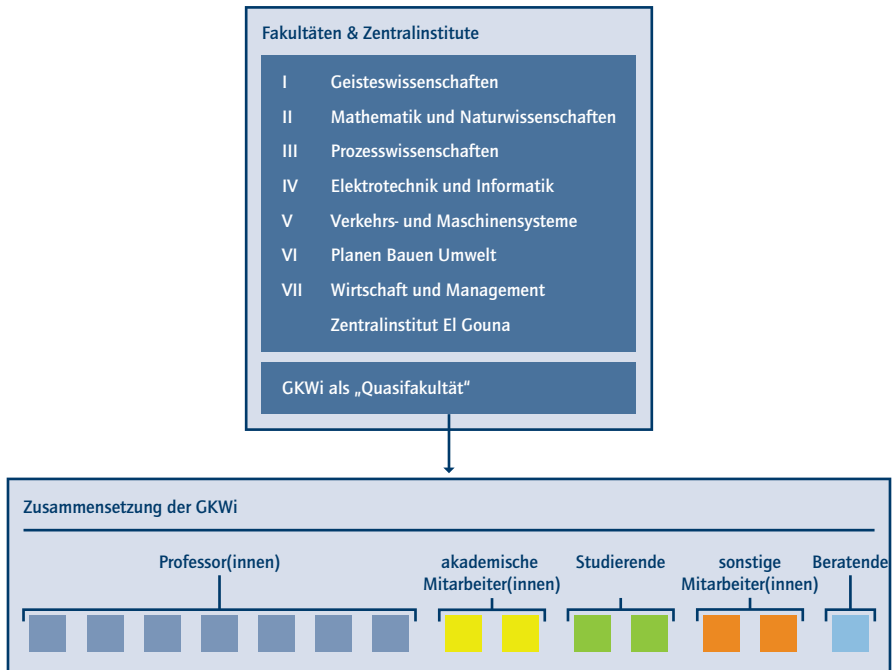 Fakultäten & Zentralinstitute
I Geisteswissenschaften
II Mathematik und Naturwissenschaften
III Prozesswissenschaften
IV Elektrotechnik und Informatik
V Verkehrs- und Maschinensysteme
VI Planen Bauen Umwelt
VII Wirtschaft und Management
Zentralinstitut El Gouna
GKWi als „Quasifakultät“
Zusammensetzung der GKWi
Professor(innen)
akademische
Mitarbeiter(innen)
Studierende
sonstige
Mitarbeiter(innen)
Beratende